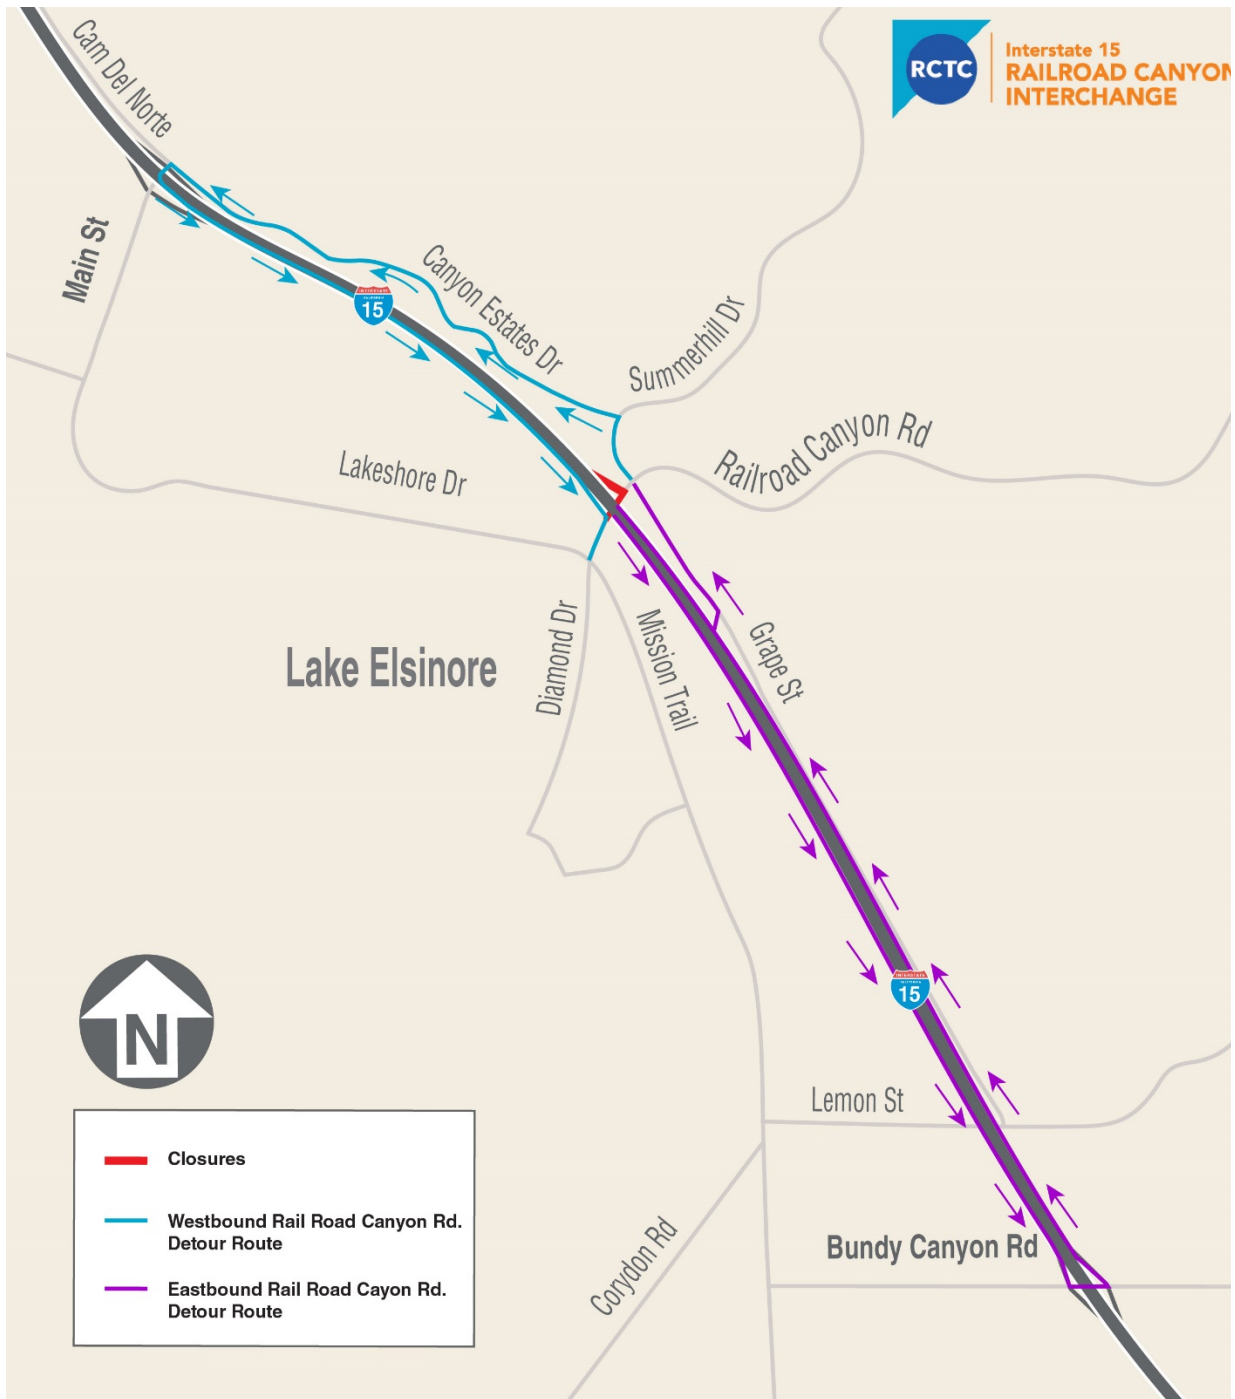 RCTC
Interstate 15
RAILROAD CANYON
INTERCHANGE
Cam Del Norte
Main St
Canyon Estates Dr
INTERSTATE
15
Summerhill Dr
Railroad Canyon Rd
Lakeshore Dr
Lake Elsinore
Diamond Dr
Mission Trail
Grape St
INTERSTATE
15
N
Lemon St
Bundy Canyon Rd
Corydon Rd
Closures
Westbound Rail Road Canyon Rd.
Detour Route
Eastbound Rail Road Cayon Rd.
Detour Route